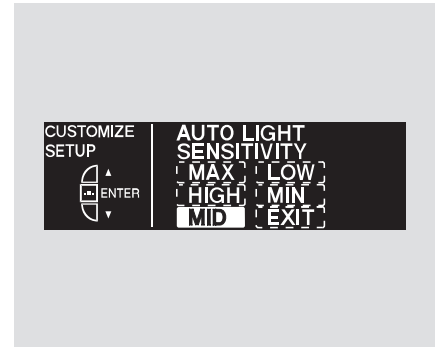 CUSTOMIZE
SETUP
ENTER
AUTO LIGHT
SENSITIVITY
MAX LOW
HIGH MIN
MID EXIT